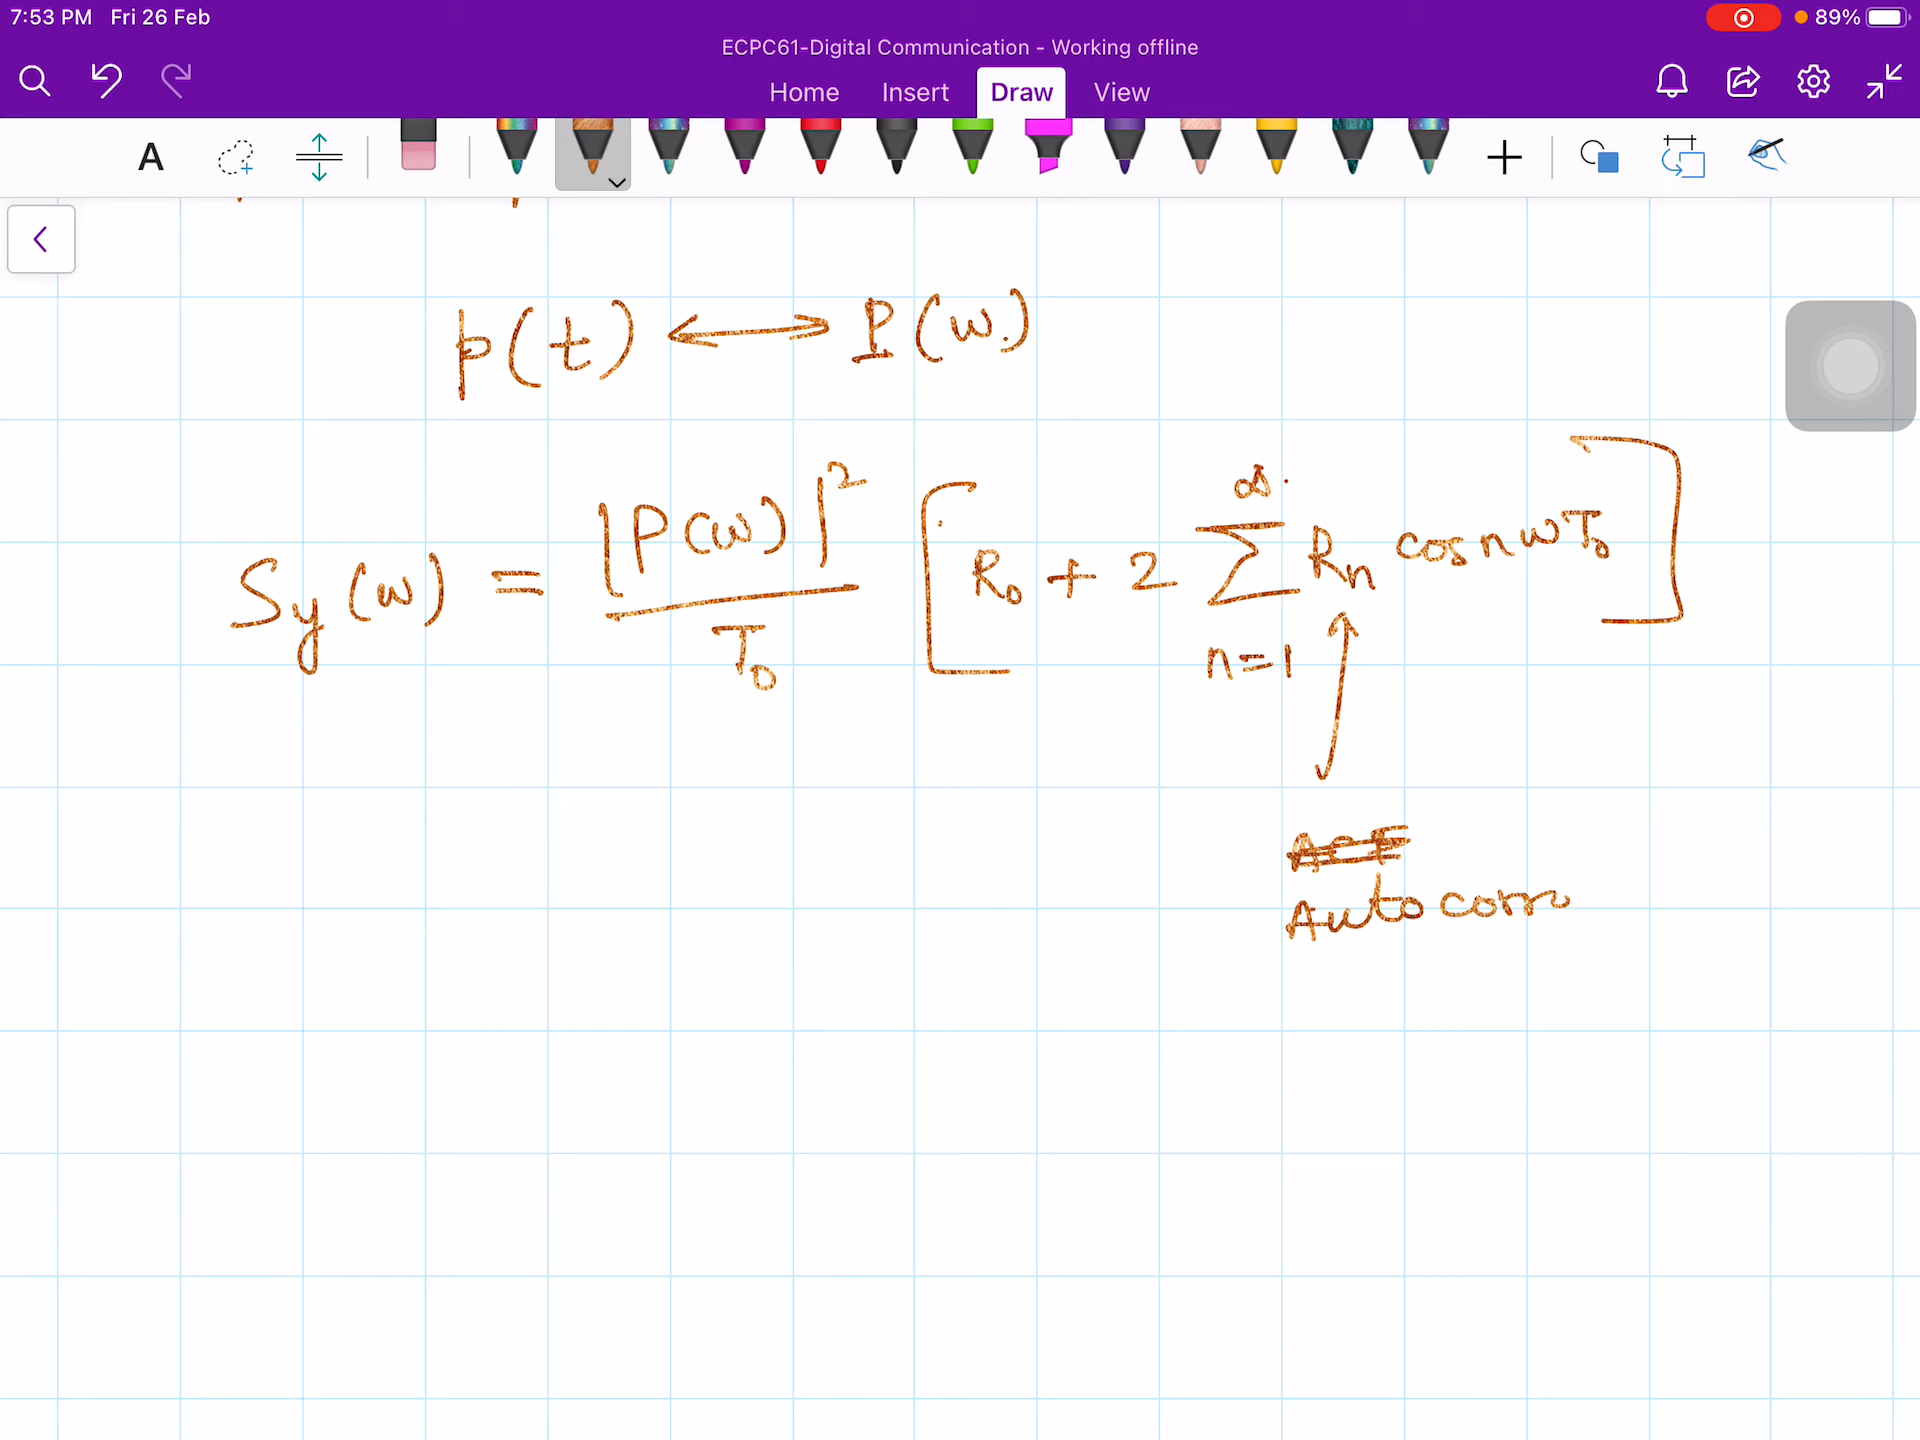 7:53 PM Fri 26 Feb 89%
ECPC61-Digital Communication - Working offline
Home Insert Draw View
A
p(t) ⟷ P(ω)
S_y(ω) = |P(ω)|² / T₀ [ R₀ + 2 ∑_{n=1}^{∞} Rₙ cos nωT₀ ]
ACF
Auto corr